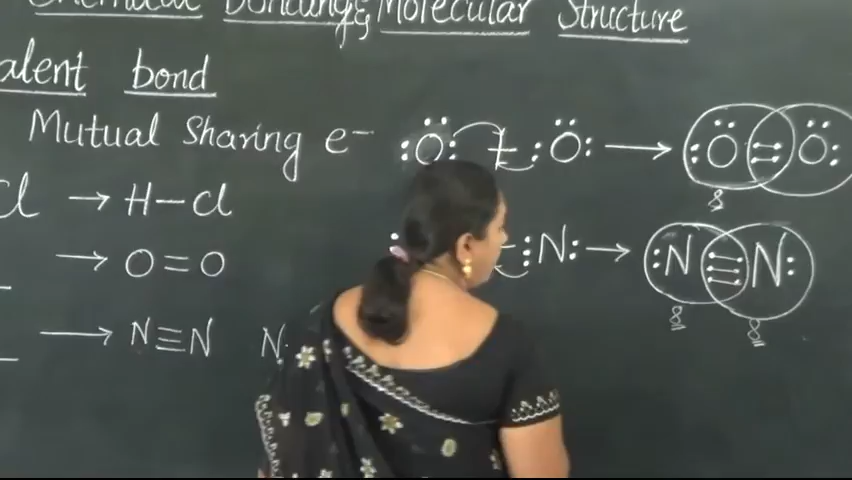 Chemical Bonding & Molecular Structure
alent bond
Mutual Sharing e⁻ :Ö: + :Ö: → :Ö=Ö:
8
Cl → H–Cl
:N: → :N≡N:
→ O=O
8 8
→ N≡N N